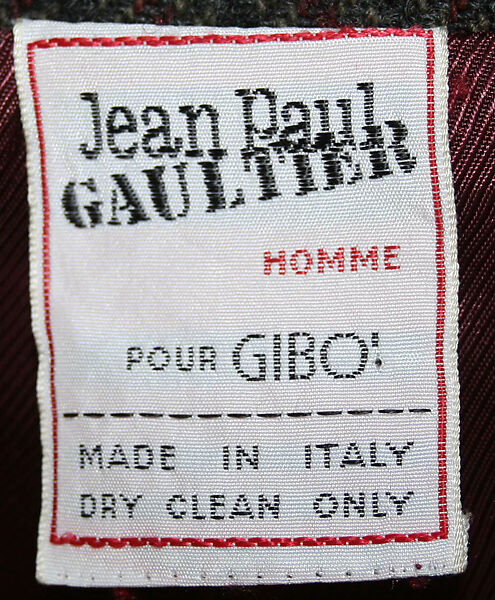 Jean Paul
GAULTIER
HOMME
POUR GIBO'.
MADE IN ITALY
DRY CLEAN ONLY